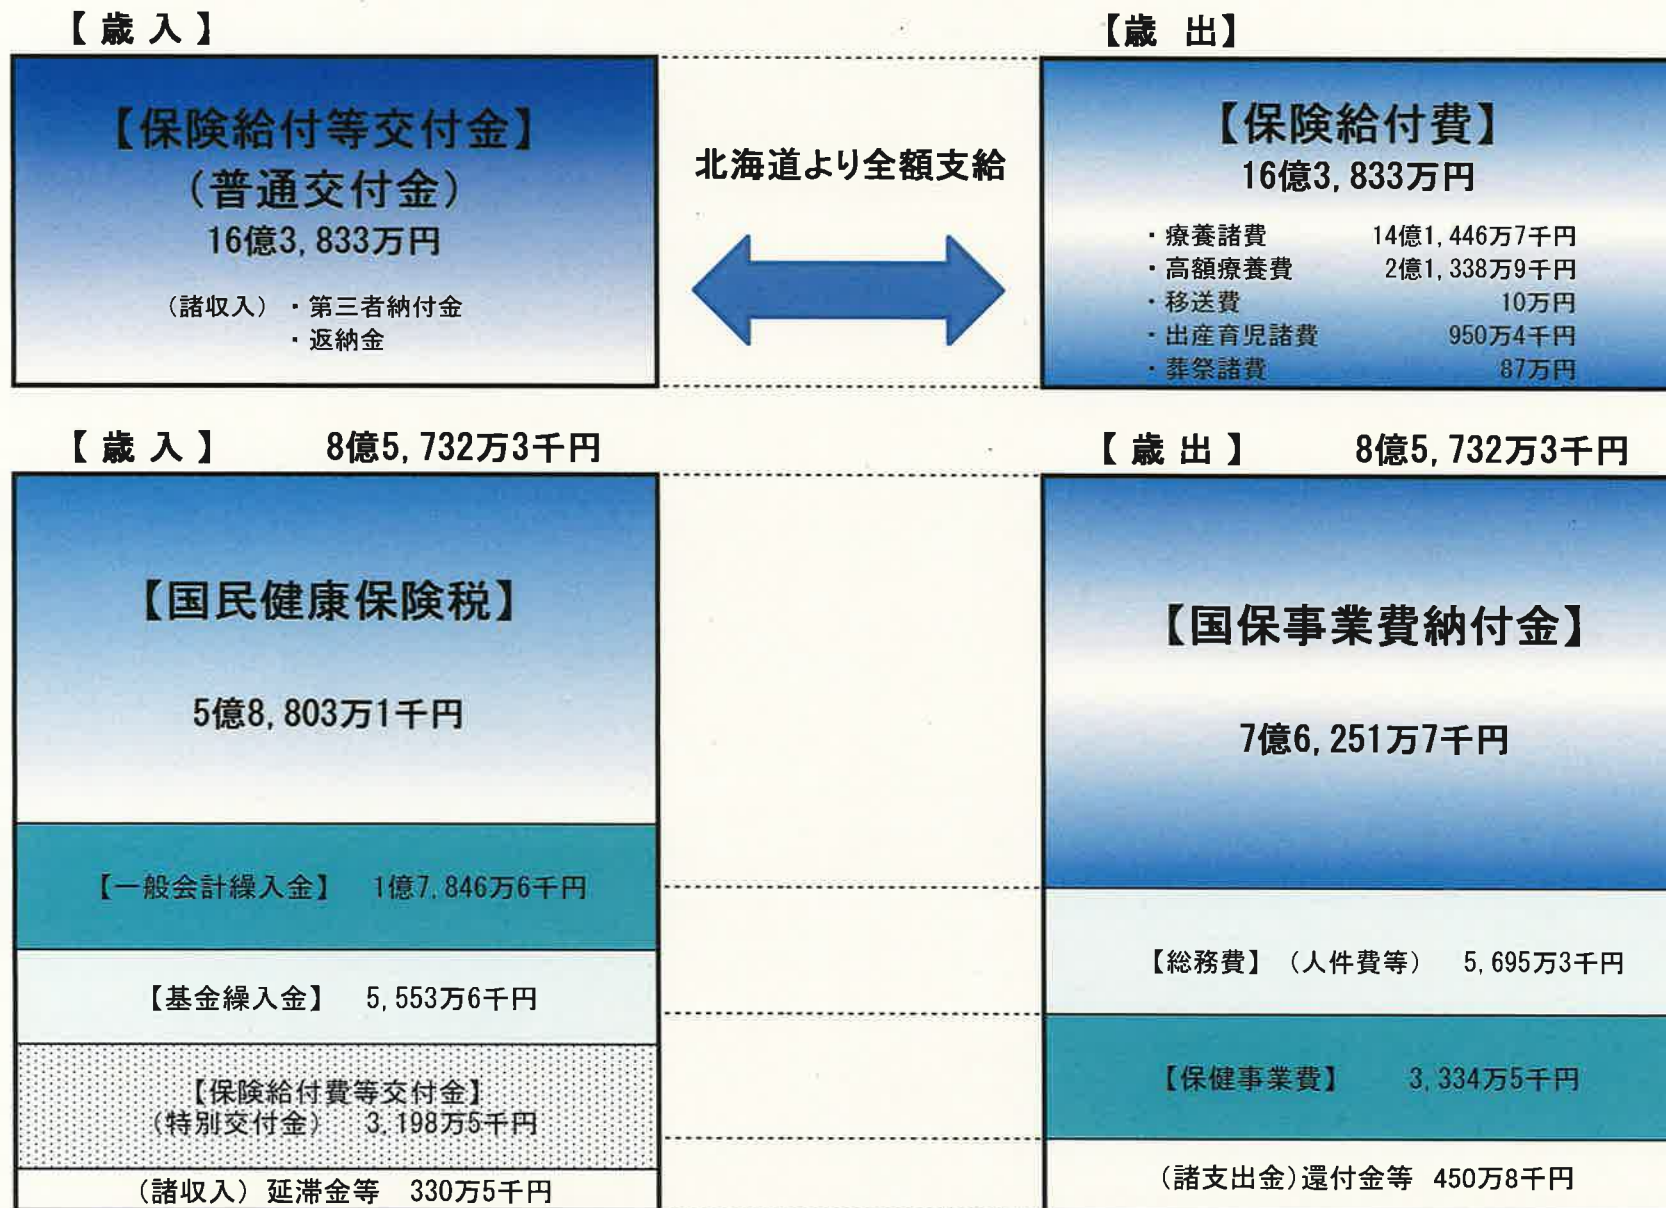 【 歳 入 】
【保険給付等交付金】
(普通交付金)
16億3,833万円
(諸収入) ・第三者納付金
・返納金
北海道より全額支給
【歳 出】
【保険給付費】
16億3,833万円
・療養諸費 14億1,446万7千円
・高額療養費 2億1,338万9千円
・移送費 10万円
・出産育児諸費 950万4千円
・葬祭諸費 87万円
【 歳 入 】 8億5,732万3千円
【国民健康保険税】
5億8,803万1千円
【一般会計繰入金】 1億7,846万6千円
【基金繰入金】 5,553万6千円
【保険給付費等交付金】
(特別交付金) 3,198万5千円
(諸収入) 延滞金等 330万5千円
【 歳 出 】 8億5,732万3千円
【国保事業費納付金】
7億6,251万7千円
【総務費】(人件費等) 5,695万3千円
【保健事業費】 3,334万5千円
(諸支出金)還付金等 450万8千円